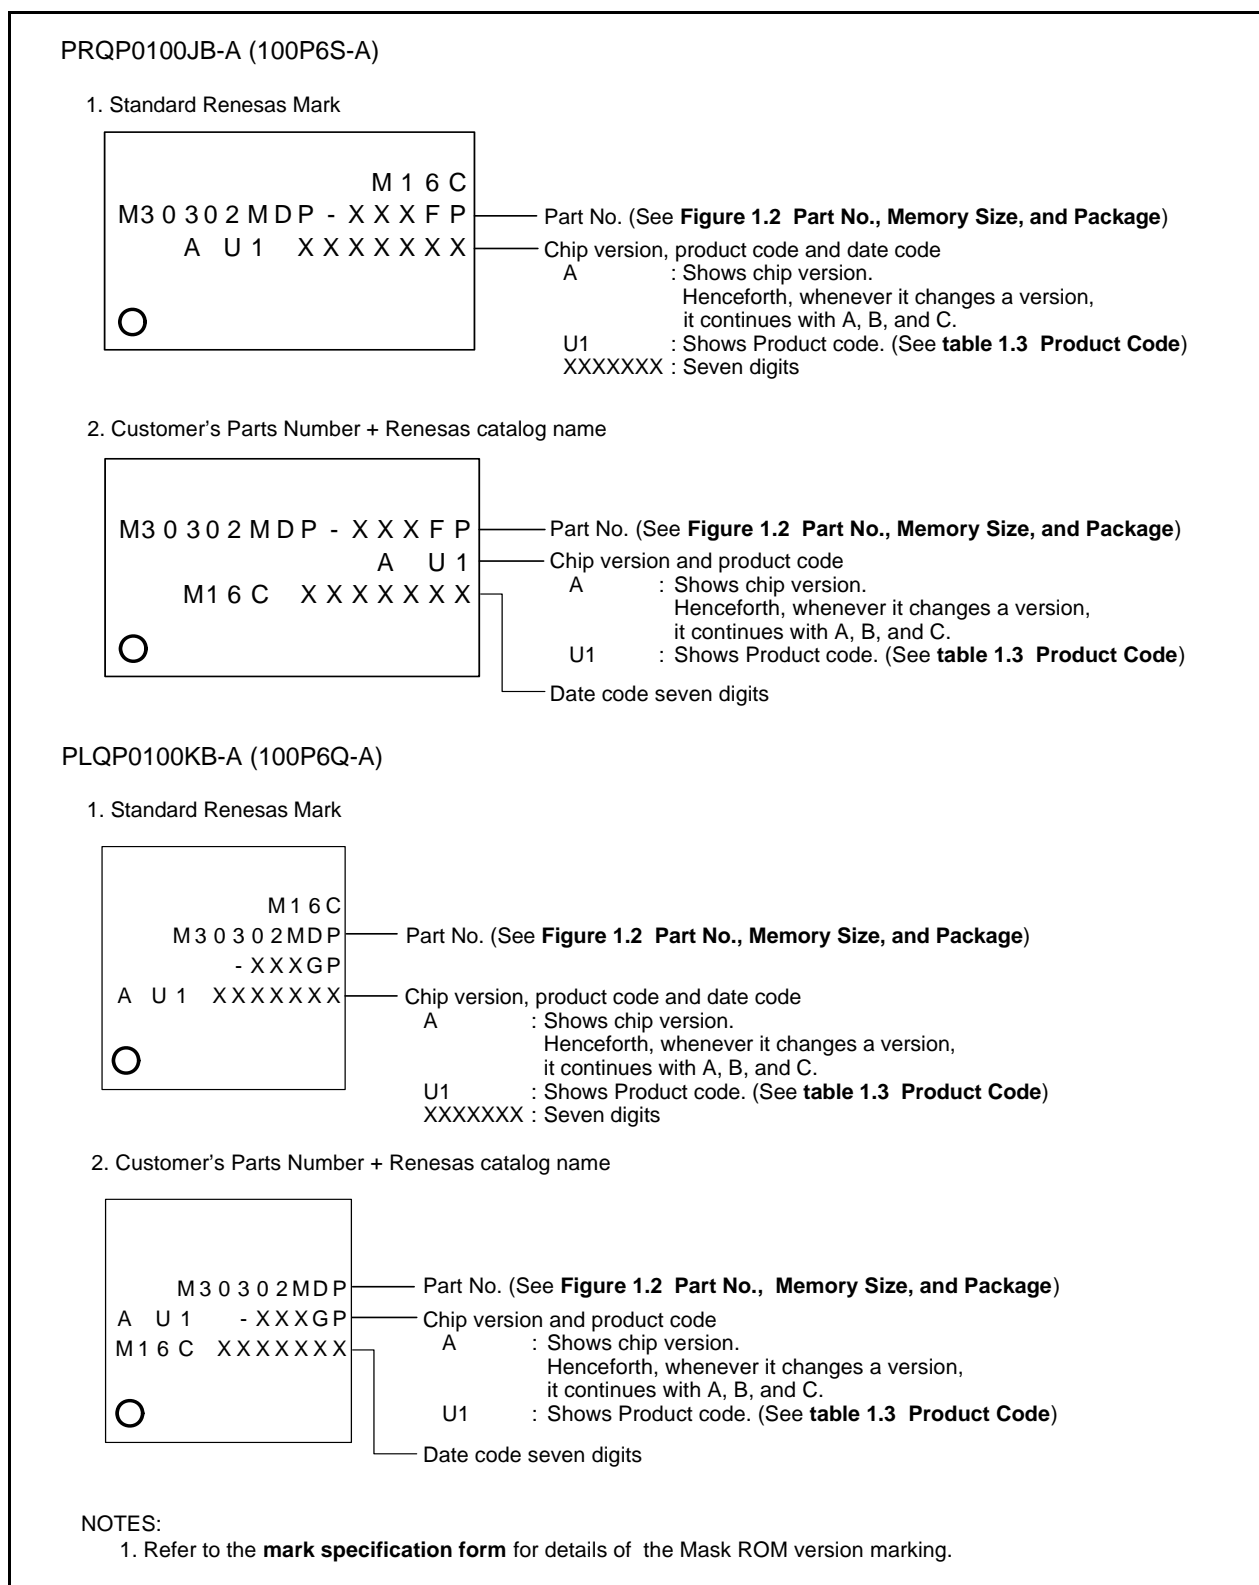 PRQP0100JB-A (100P6S-A)
1. Standard Renesas Mark
M16C
M30302MDP-XXXFP
A U1 XXXXXXX
Part No. (See Figure 1.2 Part No., Memory Size, and Package)
Chip version, product code and date code
A : Shows chip version.
Henceforth, whenever it changes a version,
it continues with A, B, and C.
U1 : Shows Product code. (See table 1.3 Product Code)
XXXXXXX : Seven digits
2. Customer’s Parts Number + Renesas catalog name
M30302MDP-XXXFP
A U1
M16C XXXXXXX
Part No. (See Figure 1.2 Part No., Memory Size, and Package)
Chip version and product code
A : Shows chip version.
Henceforth, whenever it changes a version,
it continues with A, B, and C.
U1 : Shows Product code. (See table 1.3 Product Code)
Date code seven digits
PLQP0100KB-A (100P6Q-A)
1. Standard Renesas Mark
M16C
M30302MDP
-XXXGP
A U1 XXXXXXX
Part No. (See Figure 1.2 Part No., Memory Size, and Package)
Chip version, product code and date code
A : Shows chip version.
Henceforth, whenever it changes a version,
it continues with A, B, and C.
U1 : Shows Product code. (See table 1.3 Product Code)
XXXXXXX : Seven digits
2. Customer’s Parts Number + Renesas catalog name
M30302MDP
A U1 -XXXGP
M16C XXXXXXX
Part No. (See Figure 1.2 Part No., Memory Size, and Package)
Chip version and product code
A : Shows chip version.
Henceforth, whenever it changes a version,
it continues with A, B, and C.
U1 : Shows Product code. (See table 1.3 Product Code)
Date code seven digits
NOTES:
1. Refer to the mark specification form for details of the Mask ROM version marking.